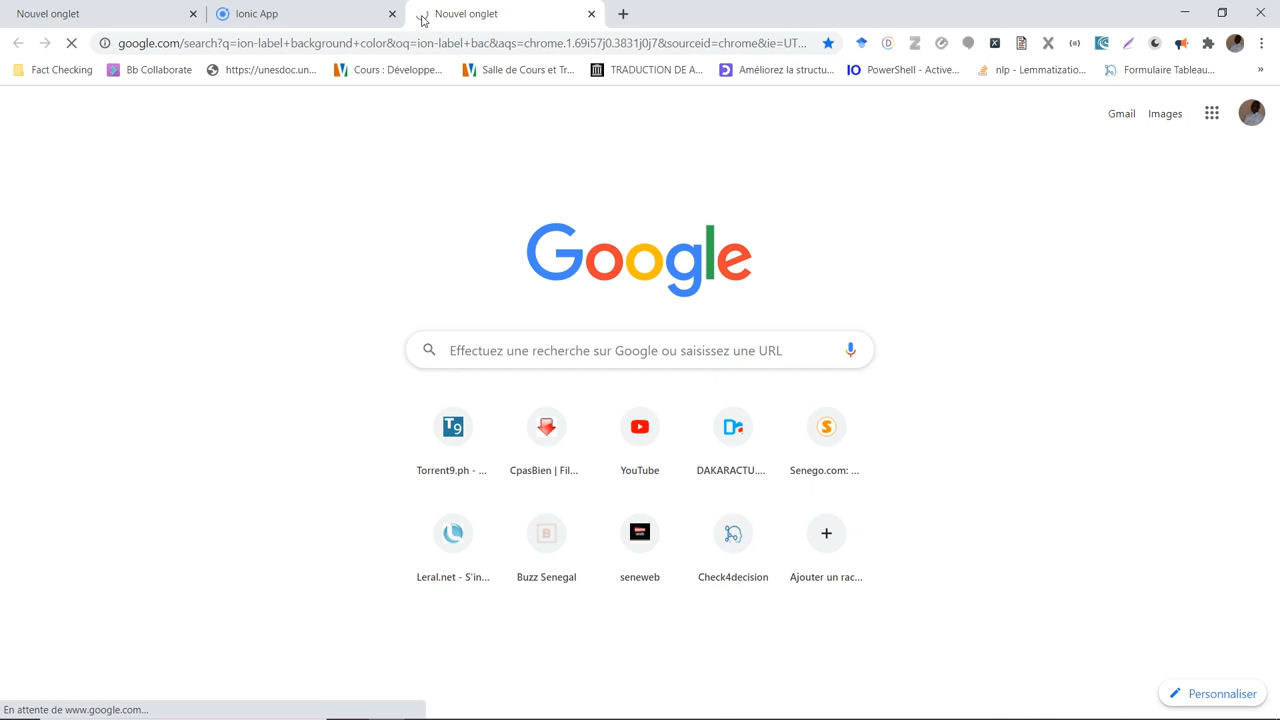 Nouvel onglet
Ionic App
Nouvel onglet
google.com/search?q=ion-label+background+color&oq=ion-label+bac&aqs=chrome.1.69i57j0.3831j0j7&sourceid=chrome&ie=UT...
Fact Checking
Bb Collaborate
https://unesdoc.un...
Cours : Développe...
Salle de Cours et Tr...
TRADUCTION DE A...
Améliorez la structu...
PowerShell - Active...
nlp - Lemmatizatio...
Formulaire Tableau...
»
Gmail
Images
Google
Effectuez une recherche sur Google ou saisissez une URL
Torrent9.ph - ...
CpasBien | Fil...
YouTube
DAKARACTU....
Senego.com: ...
Leral.net - S'in...
Buzz Senegal
seneweb
Check4decision
Ajouter un rac...
Personnaliser
En attente de www.google.com...